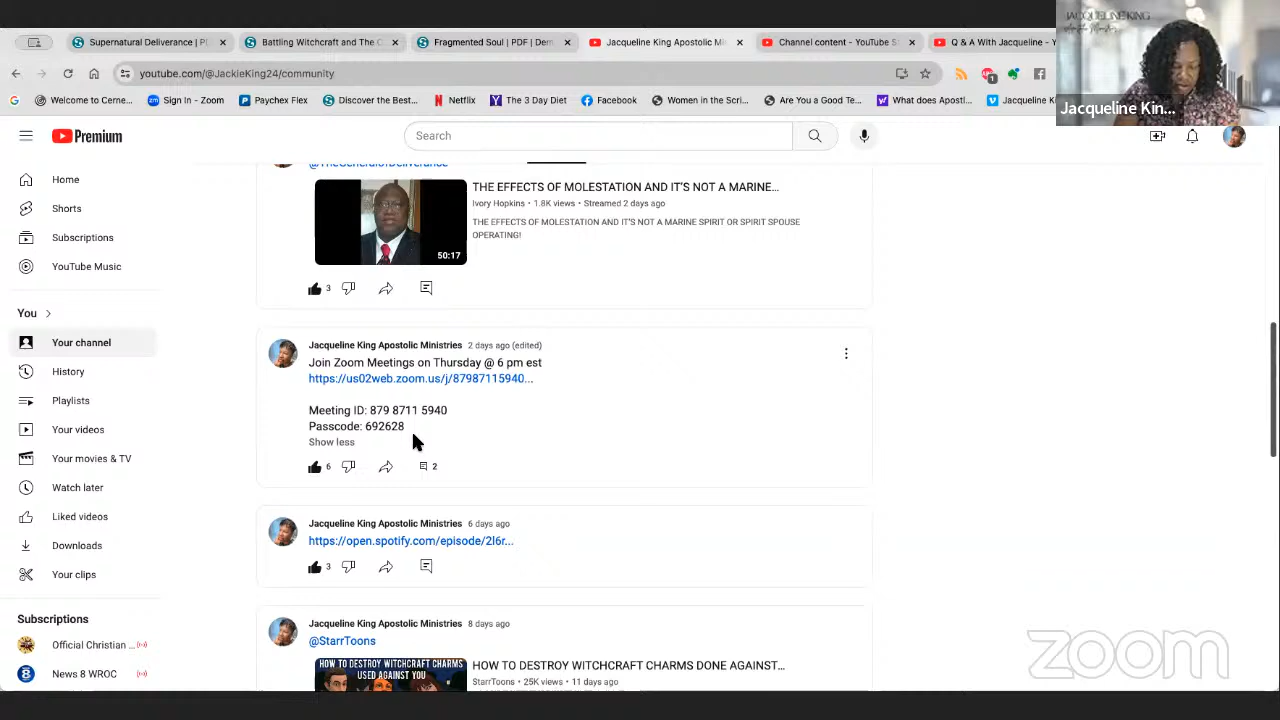 Supernatural Deliverance | P
Battling Witchcraft and The C
Fragmented Soul | PDF | Dem
Jacqueline King Apostolic Mi
Channel content - YouTube S
Q & A With Jacqueline - Y
JACQUELINE KING
youtube.com/@JackieKing24/community
Welcome to Cerne...
Sign In - Zoom
Paychex Flex
Discover the Best...
Netflix
The 3 Day Diet
Facebook
Women in the Scri...
Are You a Good Te...
What does Apostl...
Jacqueline
Jacqueline Kin...
Premium
Search
@TheGeneralofDeliverance
Home
Shorts
Subscriptions
YouTube Music
You
Your channel
History
Playlists
Your videos
Your movies & TV
Watch later
Liked videos
Downloads
Your clips
Subscriptions
Official Christian ...
News 8 WROC
THE EFFECTS OF MOLESTATION AND IT'S NOT A MARINE...
Ivory Hopkins • 1.8K views • Streamed 2 days ago
THE EFFECTS OF MOLESTATION AND IT'S NOT A MARINE SPIRIT OR SPIRIT SPOUSE
OPERATING!
50:17
3
Jacqueline King Apostolic Ministries 2 days ago (edited)
Join Zoom Meetings on Thursday @ 6 pm est
https://us02web.zoom.us/j/87987115940...
Meeting ID: 879 8711 5940
Passcode: 692628
Show less
6
2
Jacqueline King Apostolic Ministries 6 days ago
https://open.spotify.com/episode/2l6r...
3
Jacqueline King Apostolic Ministries 8 days ago
@StarrToons
HOW TO DESTROY WITCHCRAFT CHARMS
USED AGAINST YOU
HOW TO DESTROY WITCHCRAFT CHARMS DONE AGAINST...
StarrToons • 25K views • 11 days ago
zoom